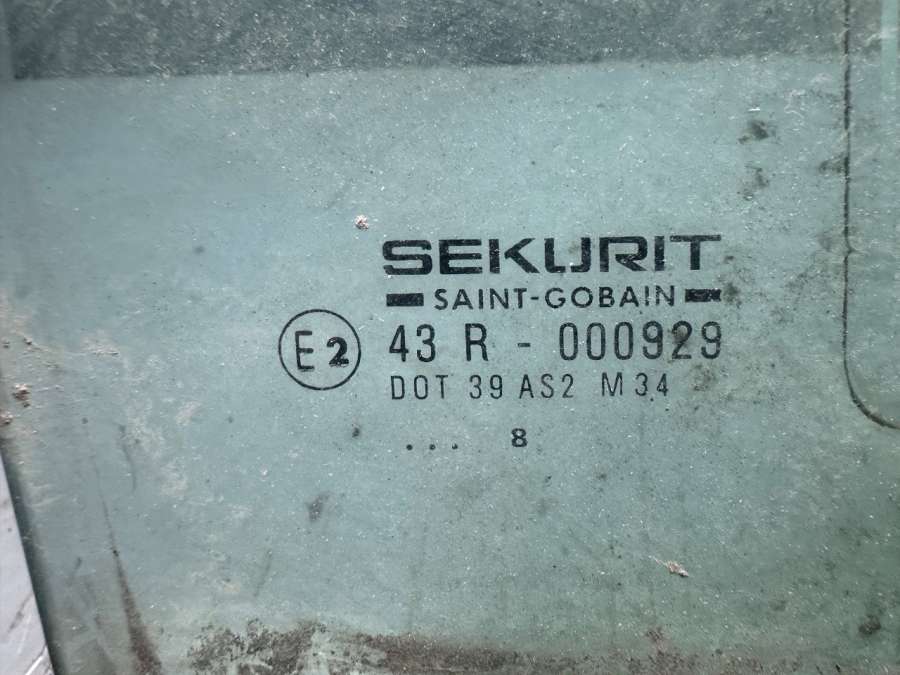 SEKURIT
SAINT-GOBAIN
E2 43 R - 000929
DOT 39 AS2 M34
... 8